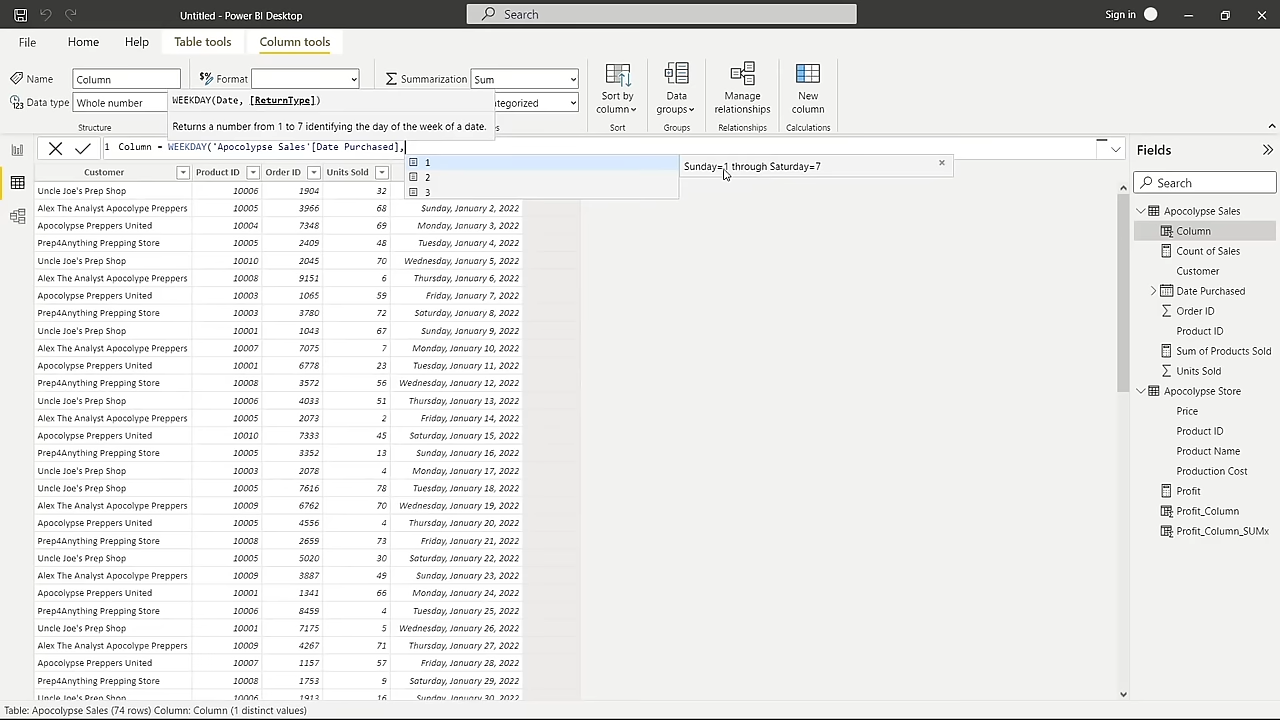 Untitled - Power BI Desktop
Search
Sign in
File Home Help Table tools Column tools
Name Column
Format
Summarization Sum
Data type Whole number
Sort by column
Data groups
Manage relationships
New column
Structure Sort Groups Relationships Calculations
WEEKDAY(Date, [ReturnType])
Returns a number from 1 to 7 identifying the day of the week of a date.
1 Column = WEEKDAY('Apocolypse Sales'[Date Purchased],
1
2
3
Sunday=1 through Saturday=7
Customer Product ID Order ID Units Sold
Uncle Joe's Prep Shop 10006 1904 32
Alex The Analyst Apocolype Preppers 10005 3966 68 Sunday, January 2, 2022
Apocolypse Preppers United 10004 7348 69 Monday, January 3, 2022
Prep4Anything Prepping Store 10005 2409 48 Tuesday, January 4, 2022
Uncle Joe's Prep Shop 10010 2045 70 Wednesday, January 5, 2022
Alex The Analyst Apocolype Preppers 10008 9151 6 Thursday, January 6, 2022
Apocolypse Preppers United 10003 1065 59 Friday, January 7, 2022
Prep4Anything Prepping Store 10003 3780 72 Saturday, January 8, 2022
Uncle Joe's Prep Shop 10001 1043 67 Sunday, January 9, 2022
Alex The Analyst Apocolype Preppers 10007 7075 7 Monday, January 10, 2022
Apocolypse Preppers United 10001 6778 23 Tuesday, January 11, 2022
Prep4Anything Prepping Store 10008 3572 56 Wednesday, January 12, 2022
Uncle Joe's Prep Shop 10006 4033 51 Thursday, January 13, 2022
Alex The Analyst Apocolype Preppers 10005 2073 2 Friday, January 14, 2022
Apocolypse Preppers United 10010 7333 45 Saturday, January 15, 2022
Prep4Anything Prepping Store 10005 3352 13 Sunday, January 16, 2022
Uncle Joe's Prep Shop 10003 2078 4 Monday, January 17, 2022
Uncle Joe's Prep Shop 10005 7616 78 Tuesday, January 18, 2022
Alex The Analyst Apocolype Preppers 10009 6762 70 Wednesday, January 19, 2022
Apocolypse Preppers United 10005 4556 4 Thursday, January 20, 2022
Prep4Anything Prepping Store 10008 2659 73 Friday, January 21, 2022
Uncle Joe's Prep Shop 10005 5020 30 Saturday, January 22, 2022
Alex The Analyst Apocolype Preppers 10009 3887 49 Sunday, January 23, 2022
Apocolypse Preppers United 10001 1341 66 Monday, January 24, 2022
Prep4Anything Prepping Store 10006 8459 4 Tuesday, January 25, 2022
Uncle Joe's Prep Shop 10001 7175 5 Wednesday, January 26, 2022
Alex The Analyst Apocolype Preppers 10009 4267 71 Thursday, January 27, 2022
Apocolypse Preppers United 10007 1157 57 Friday, January 28, 2022
Prep4Anything Prepping Store 10008 1753 9 Saturday, January 29, 2022
Uncle Joe's Prep Shop 10006 1913 16 Sunday, January 30, 2022
Fields
Search
Apocolypse Sales
Column
Count of Sales
Customer
Date Purchased
Order ID
Product ID
Sum of Products Sold
Units Sold
Apocolypse Store
Price
Product ID
Product Name
Production Cost
Profit
Profit_Column
Profit_Column_SUMx
Table: Apocolypse Sales (74 rows) Column: Column (1 distinct values)